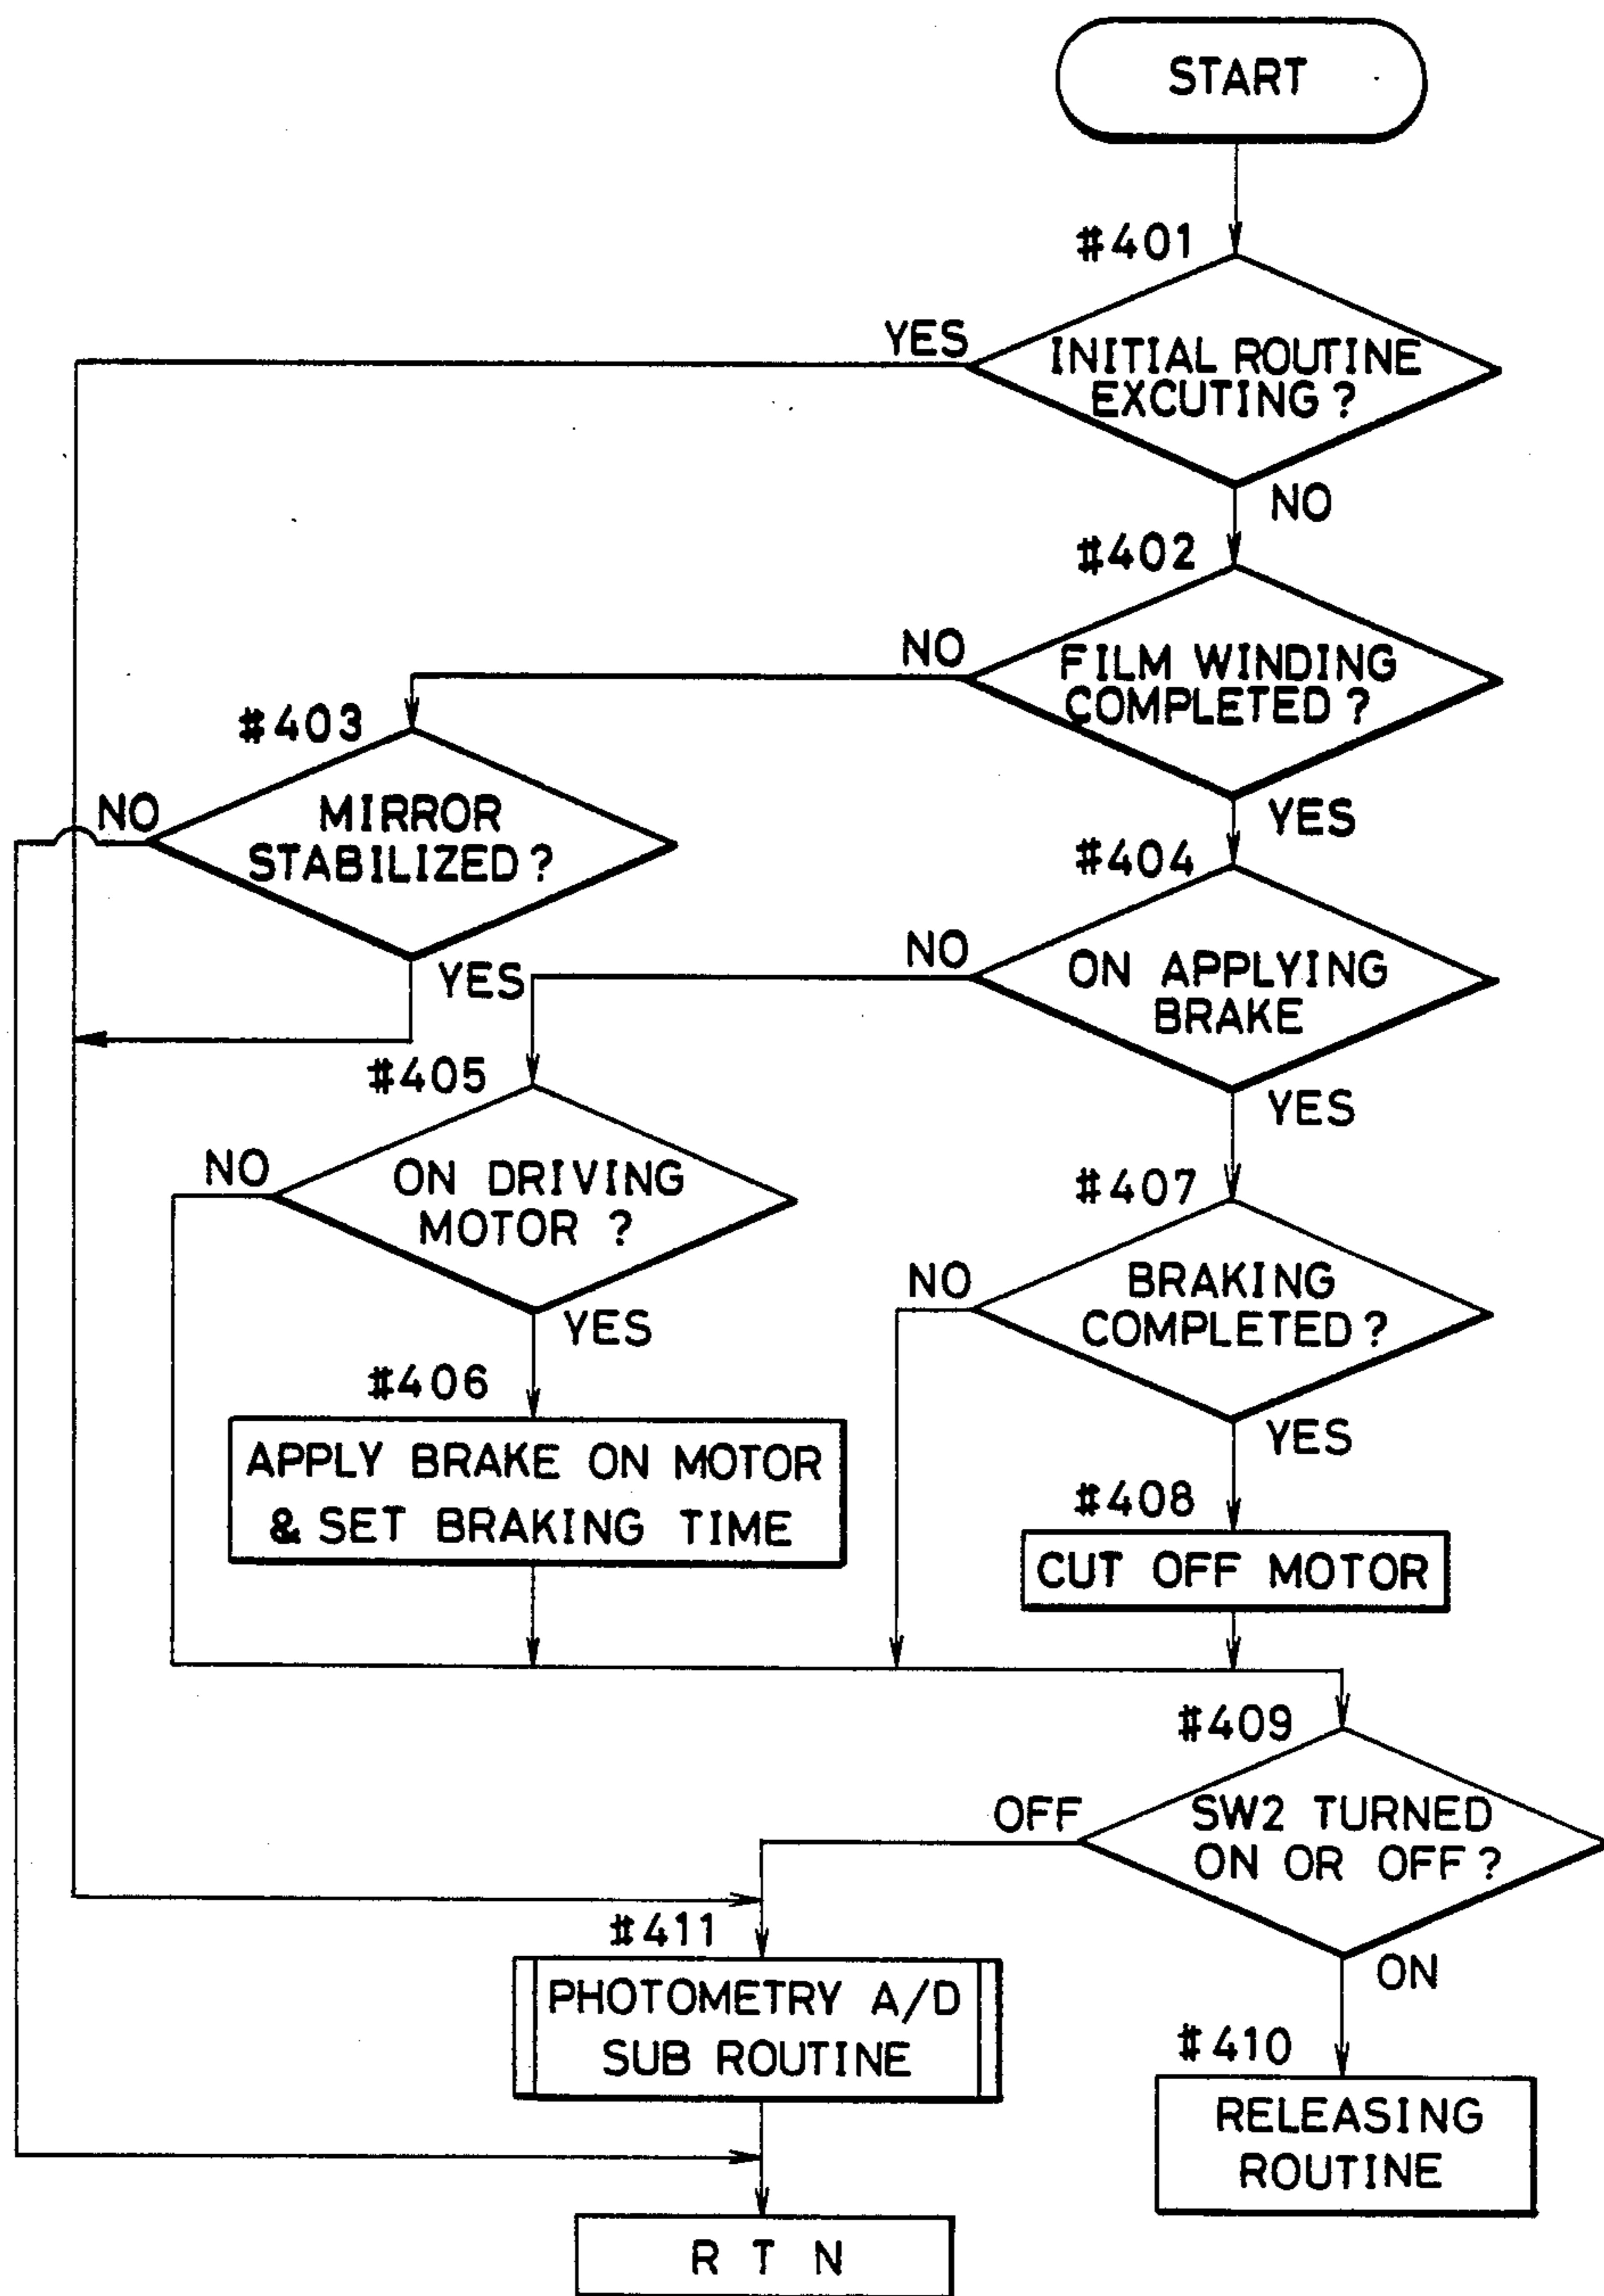 START
#401
YES
INITIAL ROUTINE
EXCUTING ?
NO
#402
NO
FILM WINDING
COMPLETED ?
#403
NO
MIRROR
STABILIZED ?
YES
#404
YES
NO
ON APPLYING
BRAKE
#405
YES
NO
ON DRIVING
MOTOR ?
#407
NO
BRAKING
COMPLETED ?
YES
#406
YES
APPLY BRAKE ON MOTOR
& SET BRAKING TIME
#408
CUT OFF MOTOR
#409
OFF
SW2 TURNED
ON OR OFF ?
#411
ON
PHOTOMETRY A/D
SUB ROUTINE
#410
RELEASING
ROUTINE
R T N